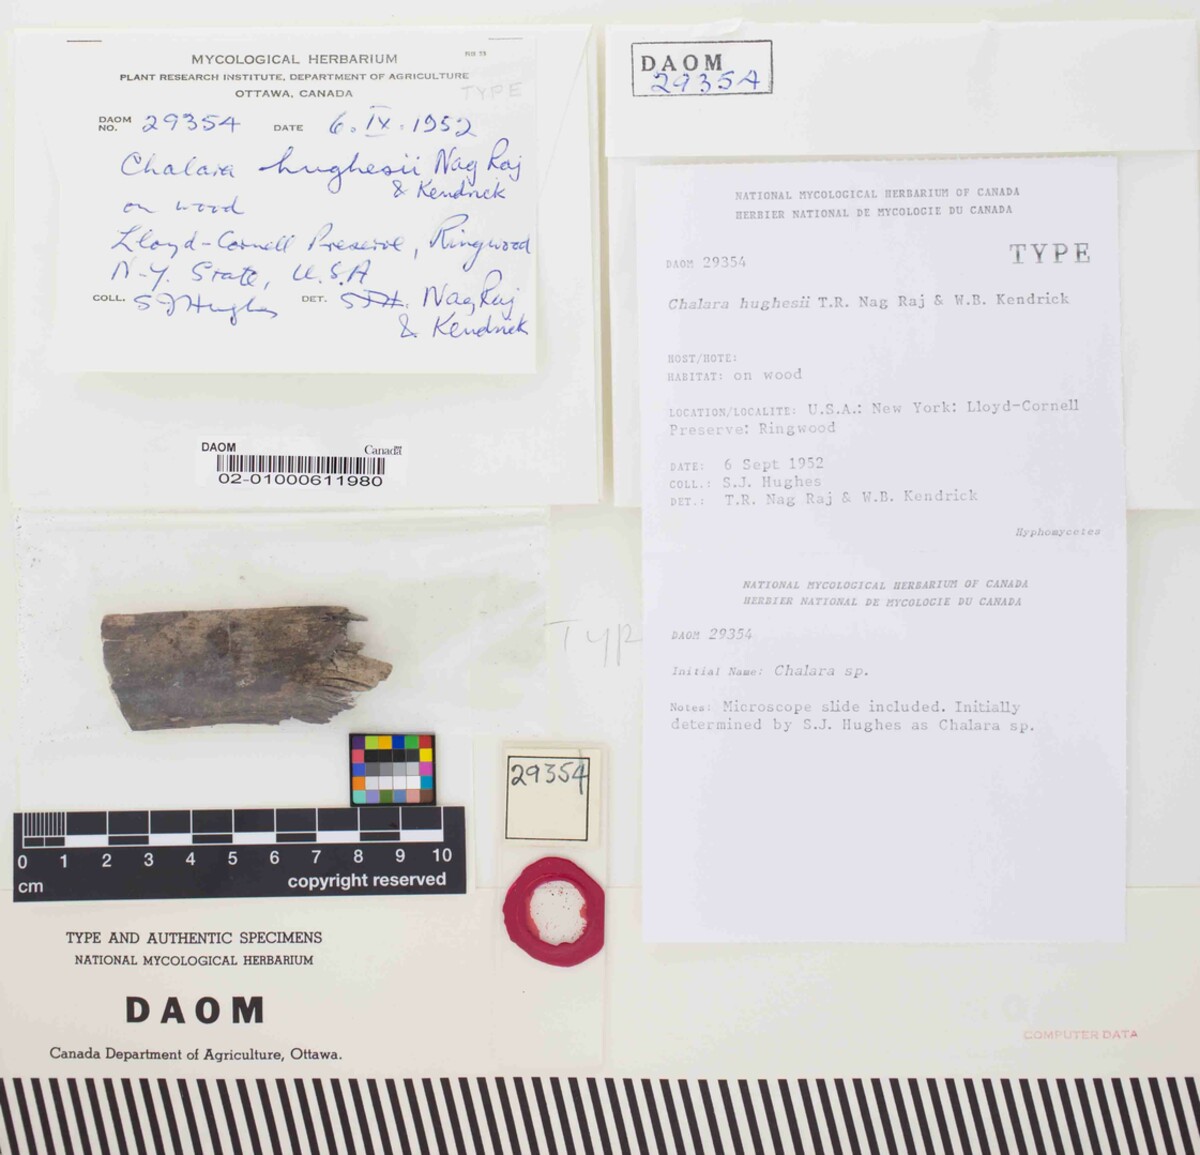 MYCOLOGICAL HERBARIUM
PLANT RESEARCH INSTITUTE, DEPARTMENT OF AGRICULTURE
OTTAWA, CANADA
TYPE
DAOM NO. 29354 DATE 6. IX. 1952
Chalara hughesii Nag Raj
& Kendrick
on wood
Lloyd-Cornell Preserve, Ringwood
N.Y. State, U.S.A
COLL. SJHughes DET. SJH. Nag Raj
& Kendrick
DAOM
Canada
02-01000611980
DAOM
29354
NATIONAL MYCOLOGICAL HERBARIUM OF CANADA
HERBIER NATIONAL DE MYCOLOGIE DU CANADA
TYPE
DAOM 29354
Chalara hughesii T.R. Nag Raj & W.B. Kendrick
HOST/HOTE:
HABITAT: on wood
LOCATION/LOCALITE: U.S.A.: New York: Lloyd-Cornell
Preserve: Ringwood
DATE: 6 Sept 1952
COLL.: S.J. Hughes
DET.: T.R. Nag Raj & W.B. Kendrick
Hyphomycetes
NATIONAL MYCOLOGICAL HERBARIUM OF CANADA
HERBIER NATIONAL DE MYCOLOGIE DU CANADA
DAOM 29354
Initial Name: Chalara sp.
Notes: Microscope slide included. Initially
determined by S.J. Hughes as Chalara sp.
TYP
29354
0 1 2 3 4 5 6 7 8 9 10
cm
copyright reserved
TYPE AND AUTHENTIC SPECIMENS
NATIONAL MYCOLOGICAL HERBARIUM
DAOM
Canada Department of Agriculture, Ottawa.
COMPUTER DATA